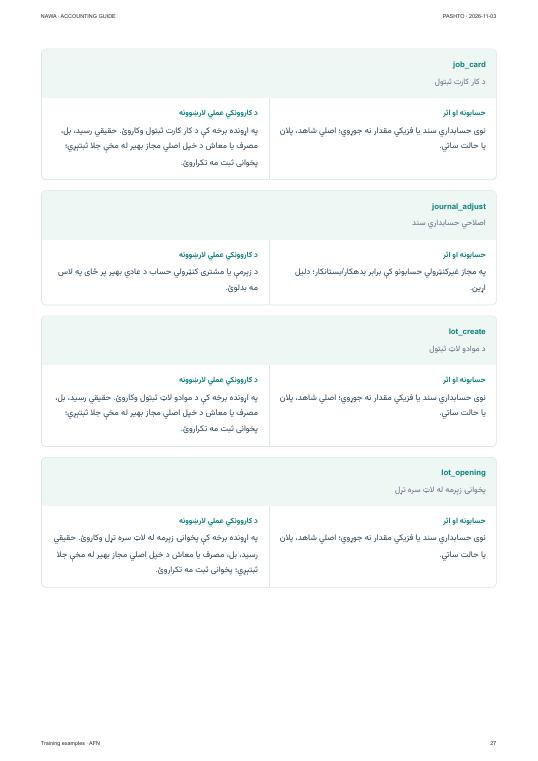 NAWA · ACCOUNTING GUIDE
PASHTO · 2026-11-03
job_card
د کار کارت ثبتول
حسابونه او اثر
نوی حسابداري سند یا فزیکي مقدار نه جوړوي؛ اصلي شاهد، پلان
یا حالت ساتي.
د کاروونکي عملي لارښوونه
په اړونده برخه کې د کار کارت ثبتول وکاروئ. حقیقي رسید، بل،
مصرف یا معاش د خپل اصلي مجاز بهیر له مخې جلا ثبتېږي؛
پخوانی ثبت مه تکراروئ.
journal_adjust
اصلاحي حسابداري سند
حسابونه او اثر
په مجاز غیرکنټرولي حسابونو کې برابر بدهکار/بستانکار؛ دلیل
اړین.
د کاروونکي عملي لارښوونه
د زېرمې یا مشتري کنټرولي حساب د عادي بهیر پر ځای په لاس
مه بدلوئ.
lot_create
د موادو لاټ ثبتول
حسابونه او اثر
نوی حسابداري سند یا فزیکي مقدار نه جوړوي؛ اصلي شاهد، پلان
یا حالت ساتي.
د کاروونکي عملي لارښوونه
په اړونده برخه کې د موادو لاټ ثبتول وکاروئ. حقیقي رسید، بل،
مصرف یا معاش د خپل اصلي مجاز بهیر له مخې جلا ثبتېږي؛
پخوانی ثبت مه تکراروئ.
lot_opening
پخوانۍ زېرمه له لاټ سره تړل
حسابونه او اثر
نوی حسابداري سند یا فزیکي مقدار نه جوړوي؛ اصلي شاهد، پلان
یا حالت ساتي.
د کاروونکي عملي لارښوونه
په اړونده برخه کې پخوانۍ زېرمه له لاټ سره تړل وکاروئ. حقیقي
رسید، بل، مصرف یا معاش د خپل اصلي مجاز بهیر له مخې جلا
ثبتېږي؛ پخوانی ثبت مه تکراروئ.
Training examples · AFN
27